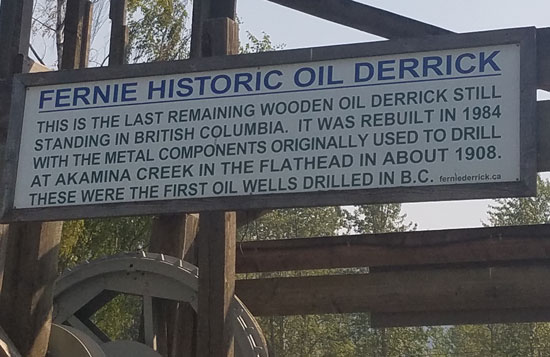 FERNIE HISTORIC OIL DERRICK
THIS IS THE LAST REMAINING WOODEN OIL DERRICK STILL
STANDING IN BRITISH COLUMBIA. IT WAS REBUILT IN 1984
WITH THE METAL COMPONENTS ORIGINALLY USED TO DRILL
AT AKAMINA CREEK IN THE FLATHEAD IN ABOUT 1908.
THESE WERE THE FIRST OIL WELLS DRILLED IN B.C. ferniederrick.ca